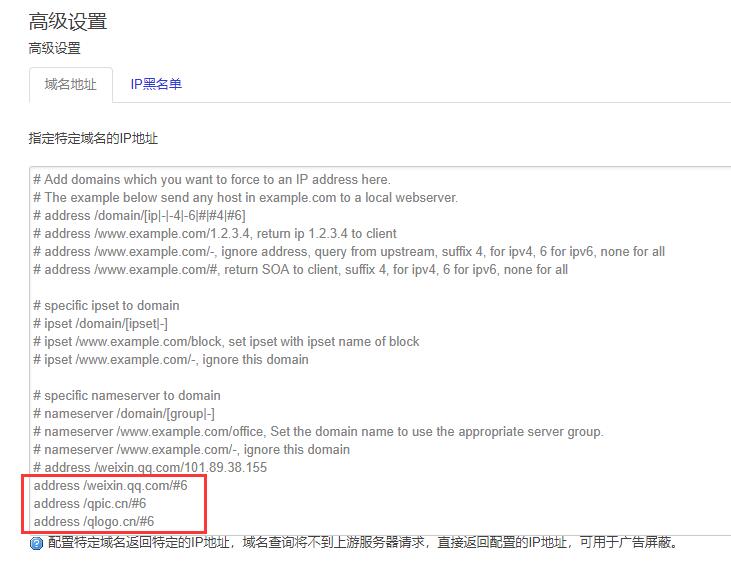 高级设置
高级设置
域名地址 IP黑名单
指定特定域名的IP地址
# Add domains which you want to force to an IP address here.
# The example below send any host in example.com to a local webserver.
# address /domain/[ip|-|-4|-6|#|#4|#6]
# address /www.example.com/1.2.3.4, return ip 1.2.3.4 to client
# address /www.example.com/-, ignore address, query from upstream, suffix 4, for ipv4, 6 for ipv6, none for all
# address /www.example.com/#, return SOA to client, suffix 4, for ipv4, 6 for ipv6, none for all
# specific ipset to domain
# ipset /domain/[ipset|-]
# ipset /www.example.com/block, set ipset with ipset name of block
# ipset /www.example.com/-, ignore this domain
# specific nameserver to domain
# nameserver /domain/[group|-]
# nameserver /www.example.com/office, Set the domain name to use the appropriate server group.
# nameserver /www.example.com/-, ignore this domain
# address /weixin.qq.com/101.89.38.155
address /weixin.qq.com/#6
address /qpic.cn/#6
address /qlogo.cn/#6
配置特定域名返回特定的IP地址，域名查询将不到上游服务器请求，直接返回配置的IP地址，可用于广告屏蔽。